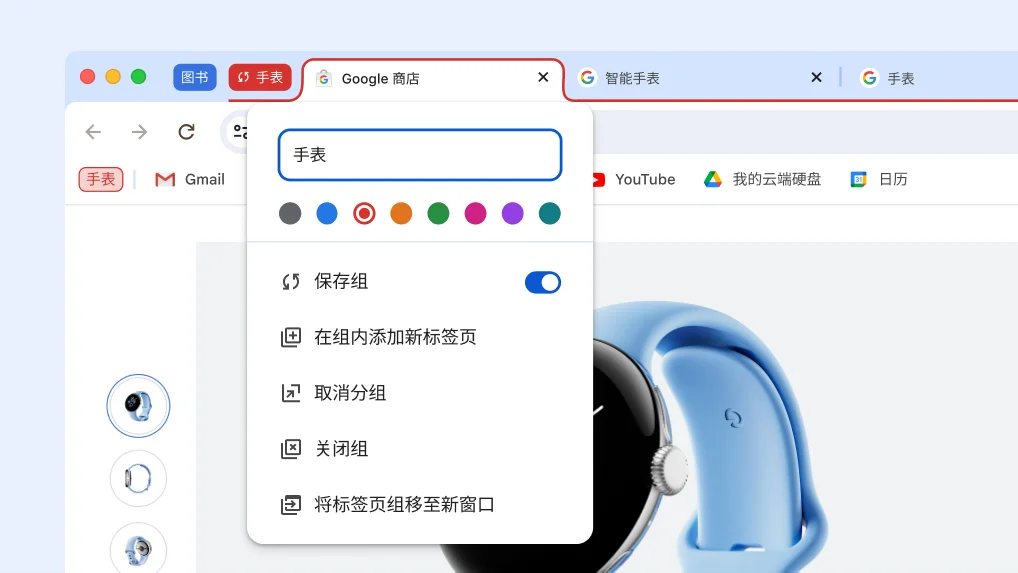 图书
手表
Google 商店
智能手表
手表
手表
手表
Gmail
YouTube
我的云端硬盘
31
日历
保存组
在组内添加新标签页
取消分组
关闭组
将标签页组移至新窗口